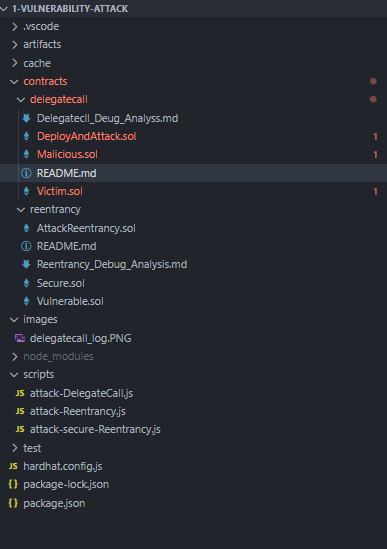 1-VULNERABILITY-ATTACK
.vscode
artifacts
cache
contracts
delegatecall
Delegatecll_Deug_Analyss.md
DeployAndAttack.sol 1
Malicious.sol 1
README.md
Victim.sol 1
reentrancy
AttackReentrancy.sol
README.md
Reentrancy_Debug_Analysis.md
Secure.sol
Vulnerable.sol
images
delegatecall_log.PNG
node_modules
scripts
JS attack-DelegateCall.js
JS attack-Reentrancy.js
JS attack-secure-Reentrancy.js
test
JS hardhat.config.js
{} package-lock.json
{} package.json